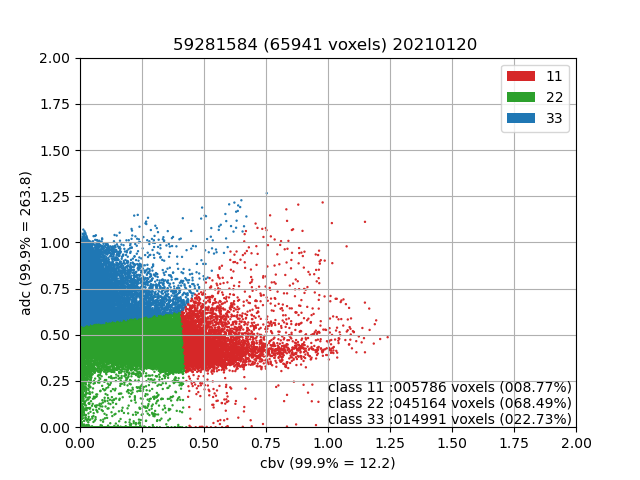 59281584 (65941 voxels) 20210120
2.00
1.75
1.50
1.25
1.00
0.75
0.50
0.25
0.00
adc (99.9% = 263.8)
11
22
33
class 11 :005786 voxels (008.77%)
class 22 :045164 voxels (068.49%)
class 33 :014991 voxels (022.73%)
0.00 0.25 0.50 0.75 1.00 1.25 1.50 1.75 2.00
cbv (99.9% = 12.2)